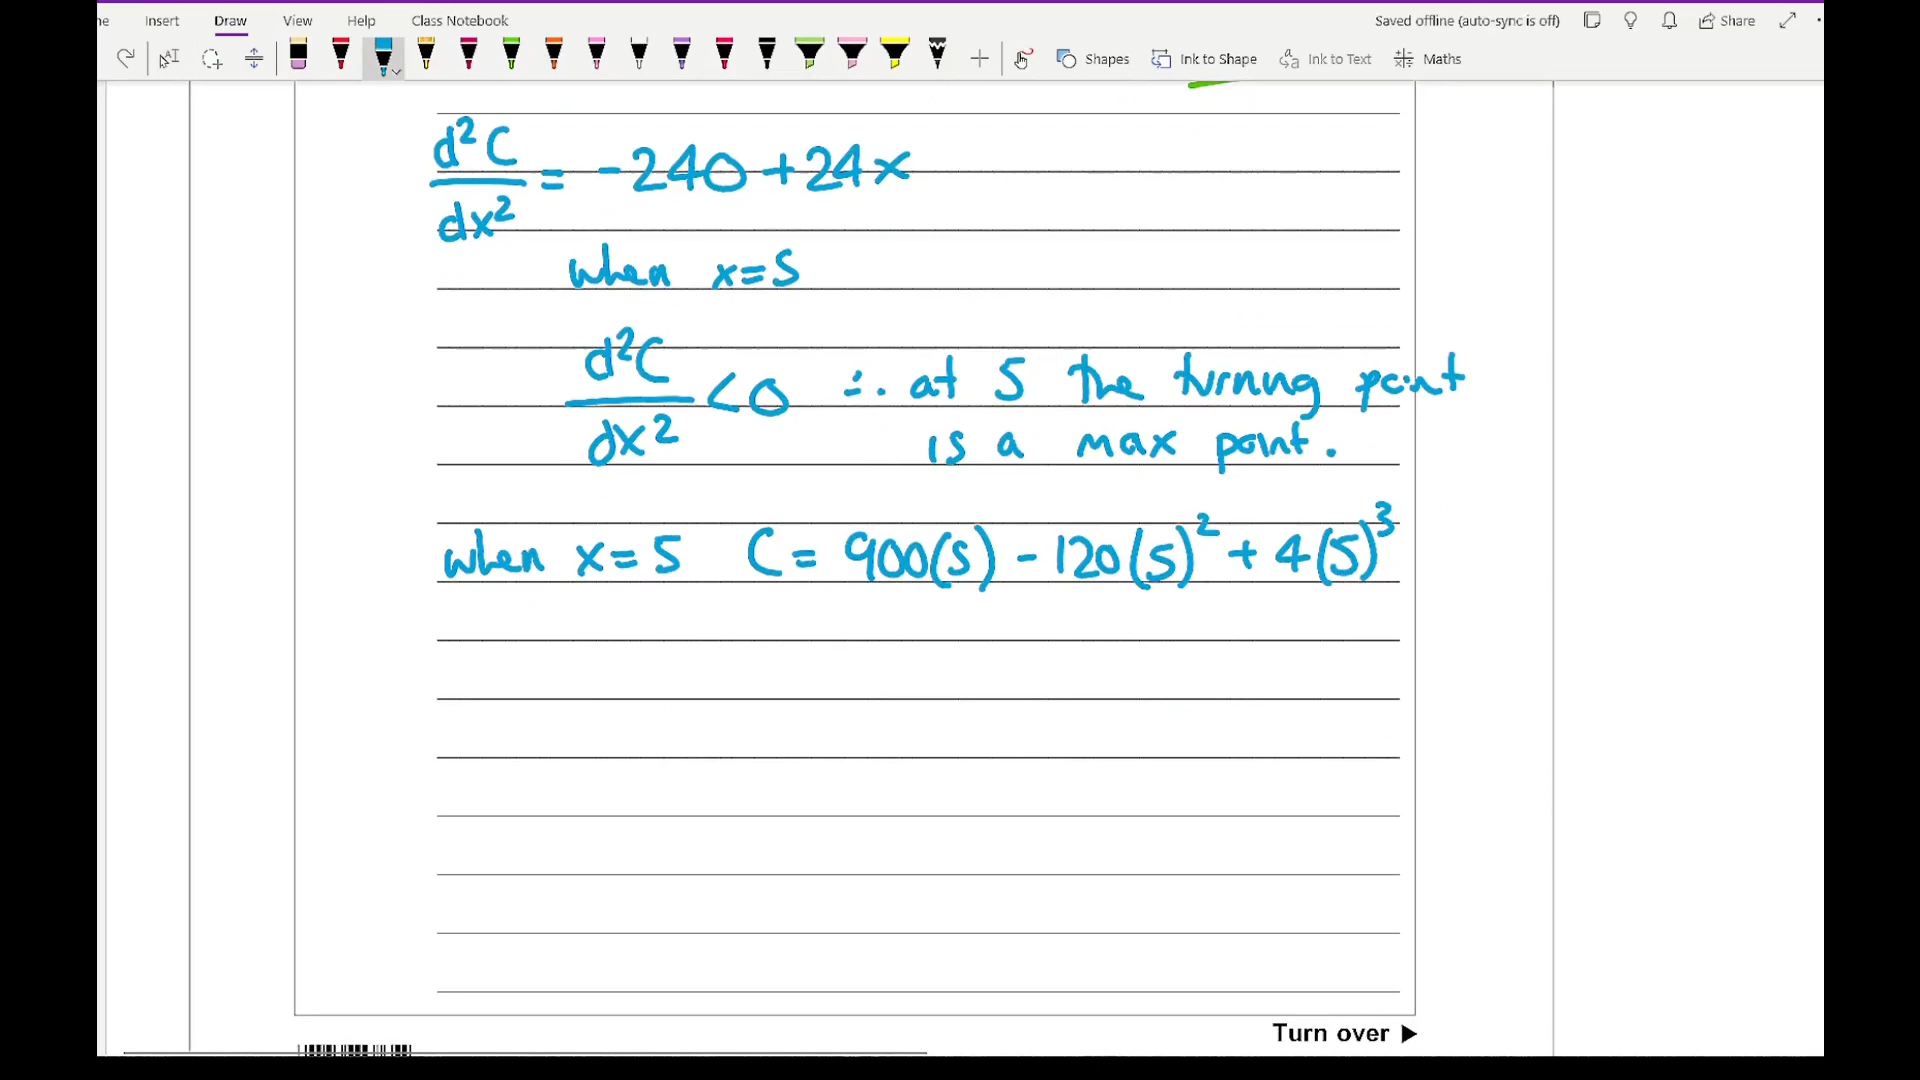 ne Insert Draw View Help Class Notebook Saved offline (auto-sync is off) Share
Shapes Ink to Shape Ink to Text Maths
d²C/dx² = -240 + 24x
when x=5
d²C/dx² < 0 ∴ at 5 the turning point
is a max point.
when x = 5 C = 900(5) - 120(5)² + 4(5)³
Turn over ▶